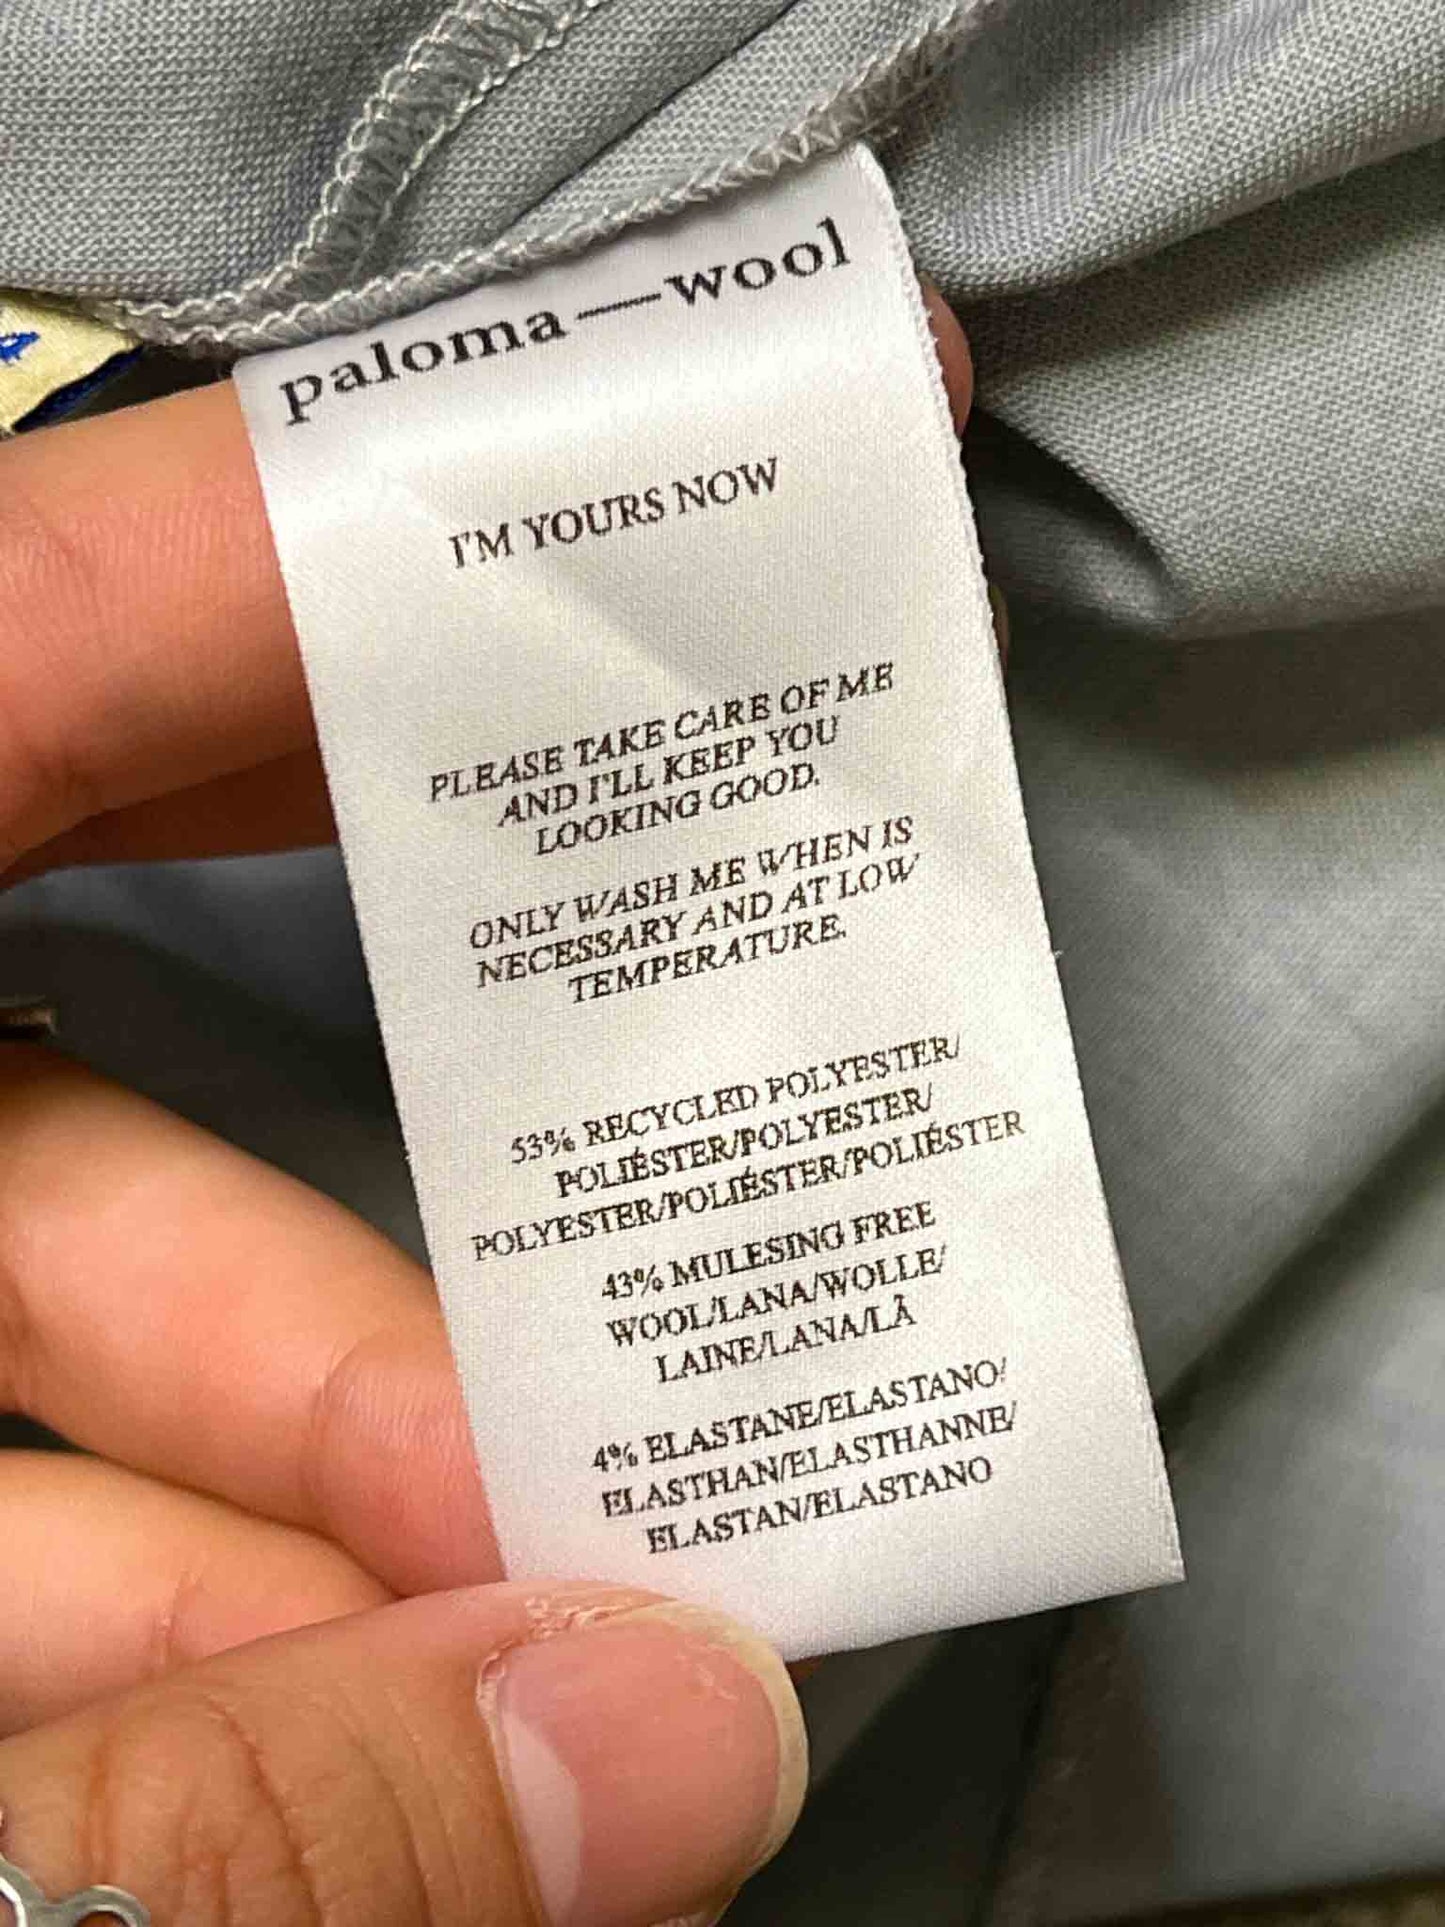 paloma—wool
I'M YOURS NOW
PLEASE TAKE CARE OF ME
AND I'LL KEEP YOU
LOOKING GOOD.
ONLY WASH ME WHEN IS
NECESSARY AND AT LOW
TEMPERATURE.
53% RECYCLED POLYESTER/
POLIÉSTER/POLYESTER/
POLYESTER/POLIÉSTER/POLIÉSTER
43% MULESING FREE
WOOL/LANA/WOLLE/
LAINE/LANA/LÃ
4% ELASTANE/ELASTANO/
ELASTHAN/ELASTHANNE/
ELASTAN/ELASTANO